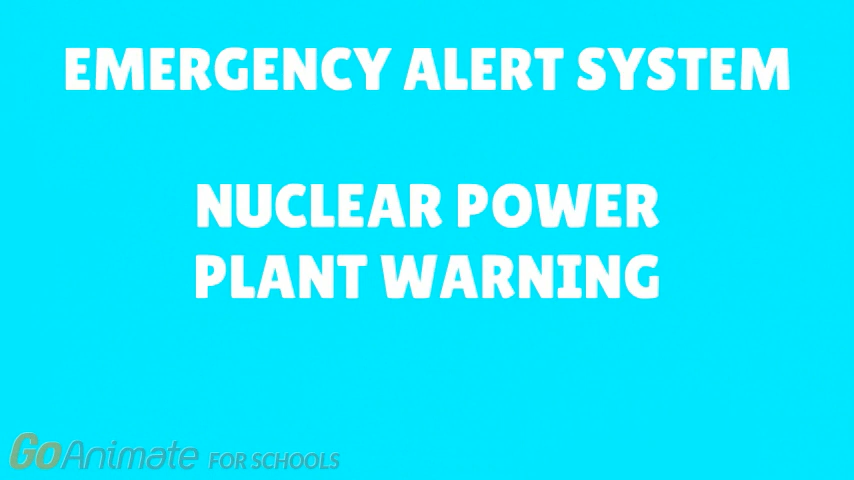 EMERGENCY ALERT SYSTEM
NUCLEAR POWER
PLANT WARNING
GoAnimate FOR SCHOOLS